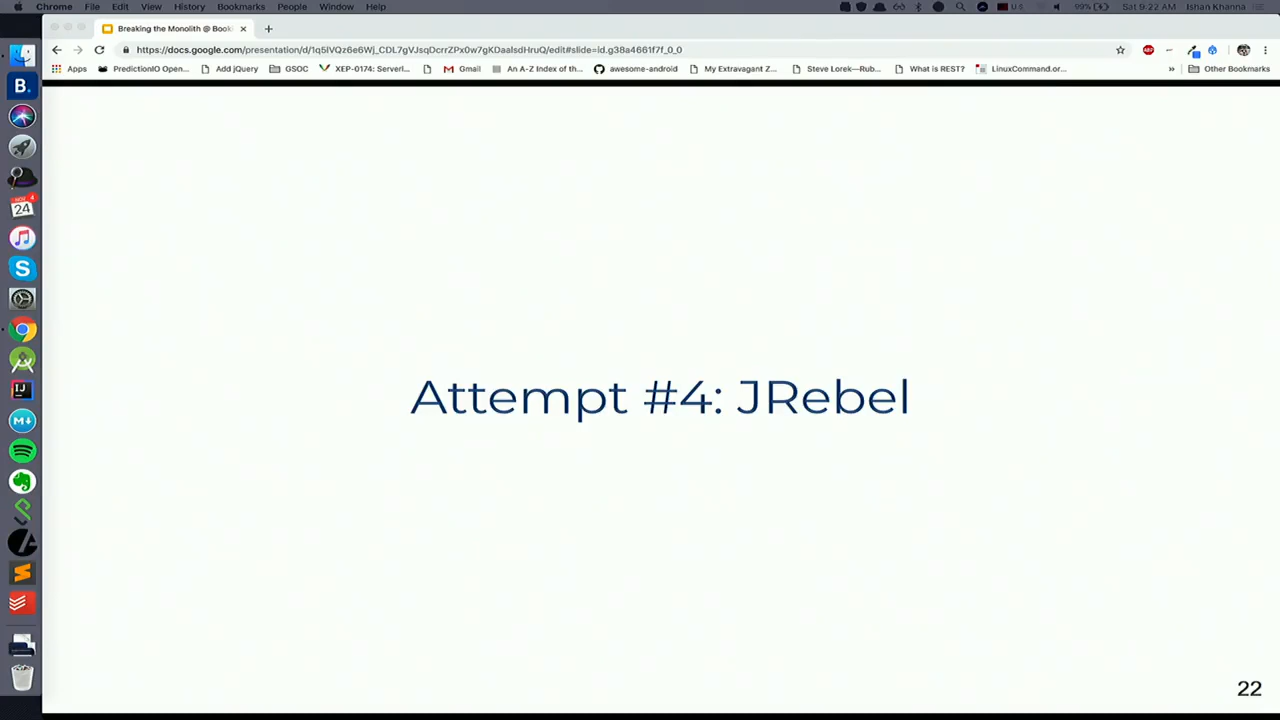 Chrome File Edit View History Bookmarks People Window Help 99% Sat 9:22 AM Ishan Khanna
Breaking the Monolith @ Book
https://docs.google.com/presentation/d/1q5IVQz6e6Wj_CDL7gVJsqDcrrZPx0w7gKDaalsdHruQ/edit#slide=id.g38a4661f7f_0_0
Apps PredictionIO Open... Add jQuery GSOC XEP-0174: Serverl... Gmail An A-Z Index of th... awesome-android My Extravagant Z... Steve Lorek—Rub... What is REST? LinuxCommand.or... » Other Bookmarks
Attempt #4: JRebel
22